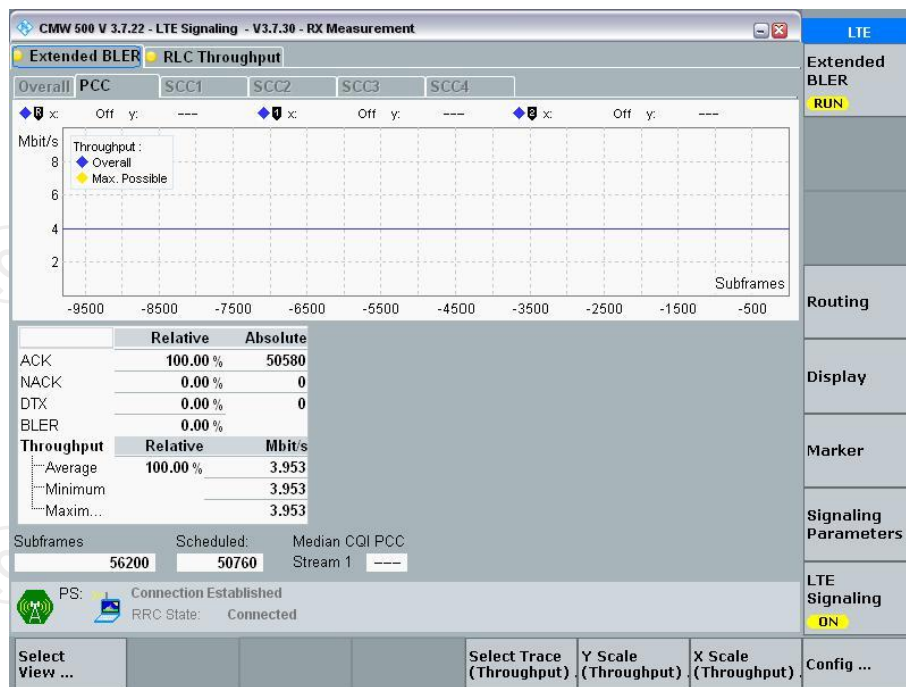 CMW 500 V 3.7.22 - LTE Signaling - V3.7.30 - RX Measurement
LTE
Extended BLER RLC Throughput
Overall PCC SCC1 SCC2 SCC3 SCC4
Extended
BLER
RUN
R x: Off y: --- 1 x: Off y: --- 2 x: Off y: ---
Mbit/s
Throughput :
Overall
Max. Possible
8
6
4
2
Subframes
-9500 -8500 -7500 -6500 -5500 -4500 -3500 -2500 -1500 -500
Relative Absolute
ACK 100.00 % 50580
NACK 0.00 % 0
DTX 0.00 % 0
BLER 0.00 %
Throughput Relative Mbit/s
Average 100.00 % 3.953
Minimum 3.953
Maxim... 3.953
Subframes Scheduled: Median CQI PCC
56200 50760 Stream 1 ---
PS: Connection Established
RRC State: Connected
Routing
Display
Marker
Signaling
Parameters
LTE
Signaling
ON
Select
View ...
Select Trace
(Throughput)
Y Scale
(Throughput)
X Scale
(Throughput)
Config ...